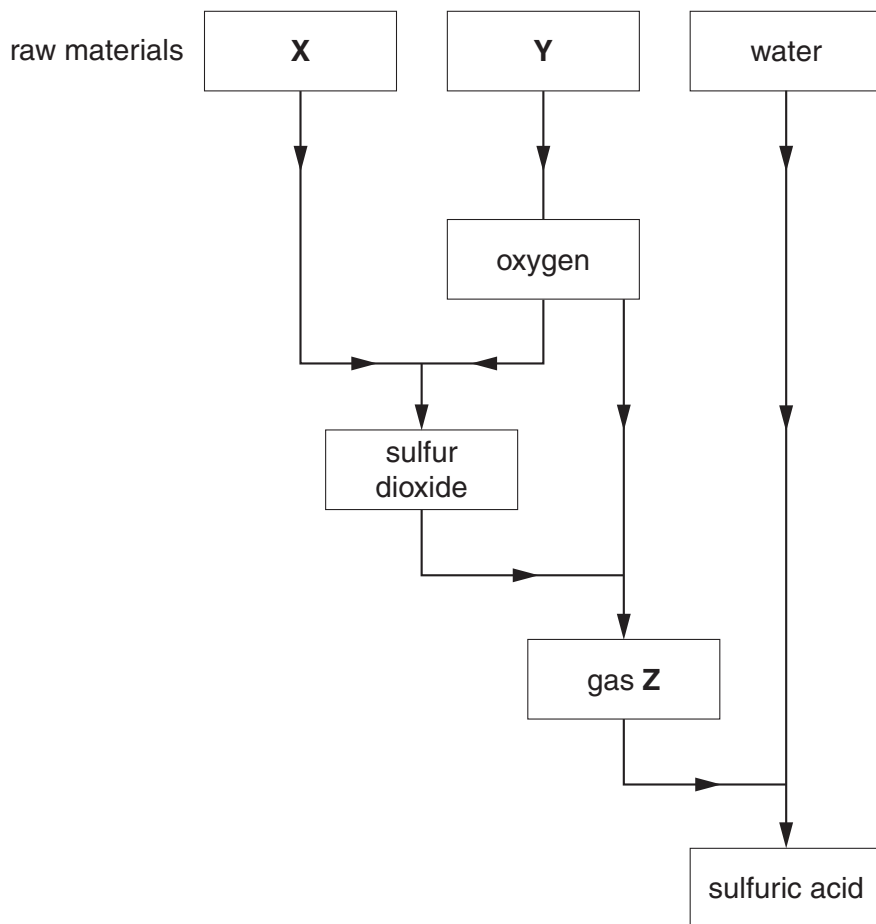 raw materials
X
Y
water
oxygen
sulfur
dioxide
gas Z
sulfuric acid